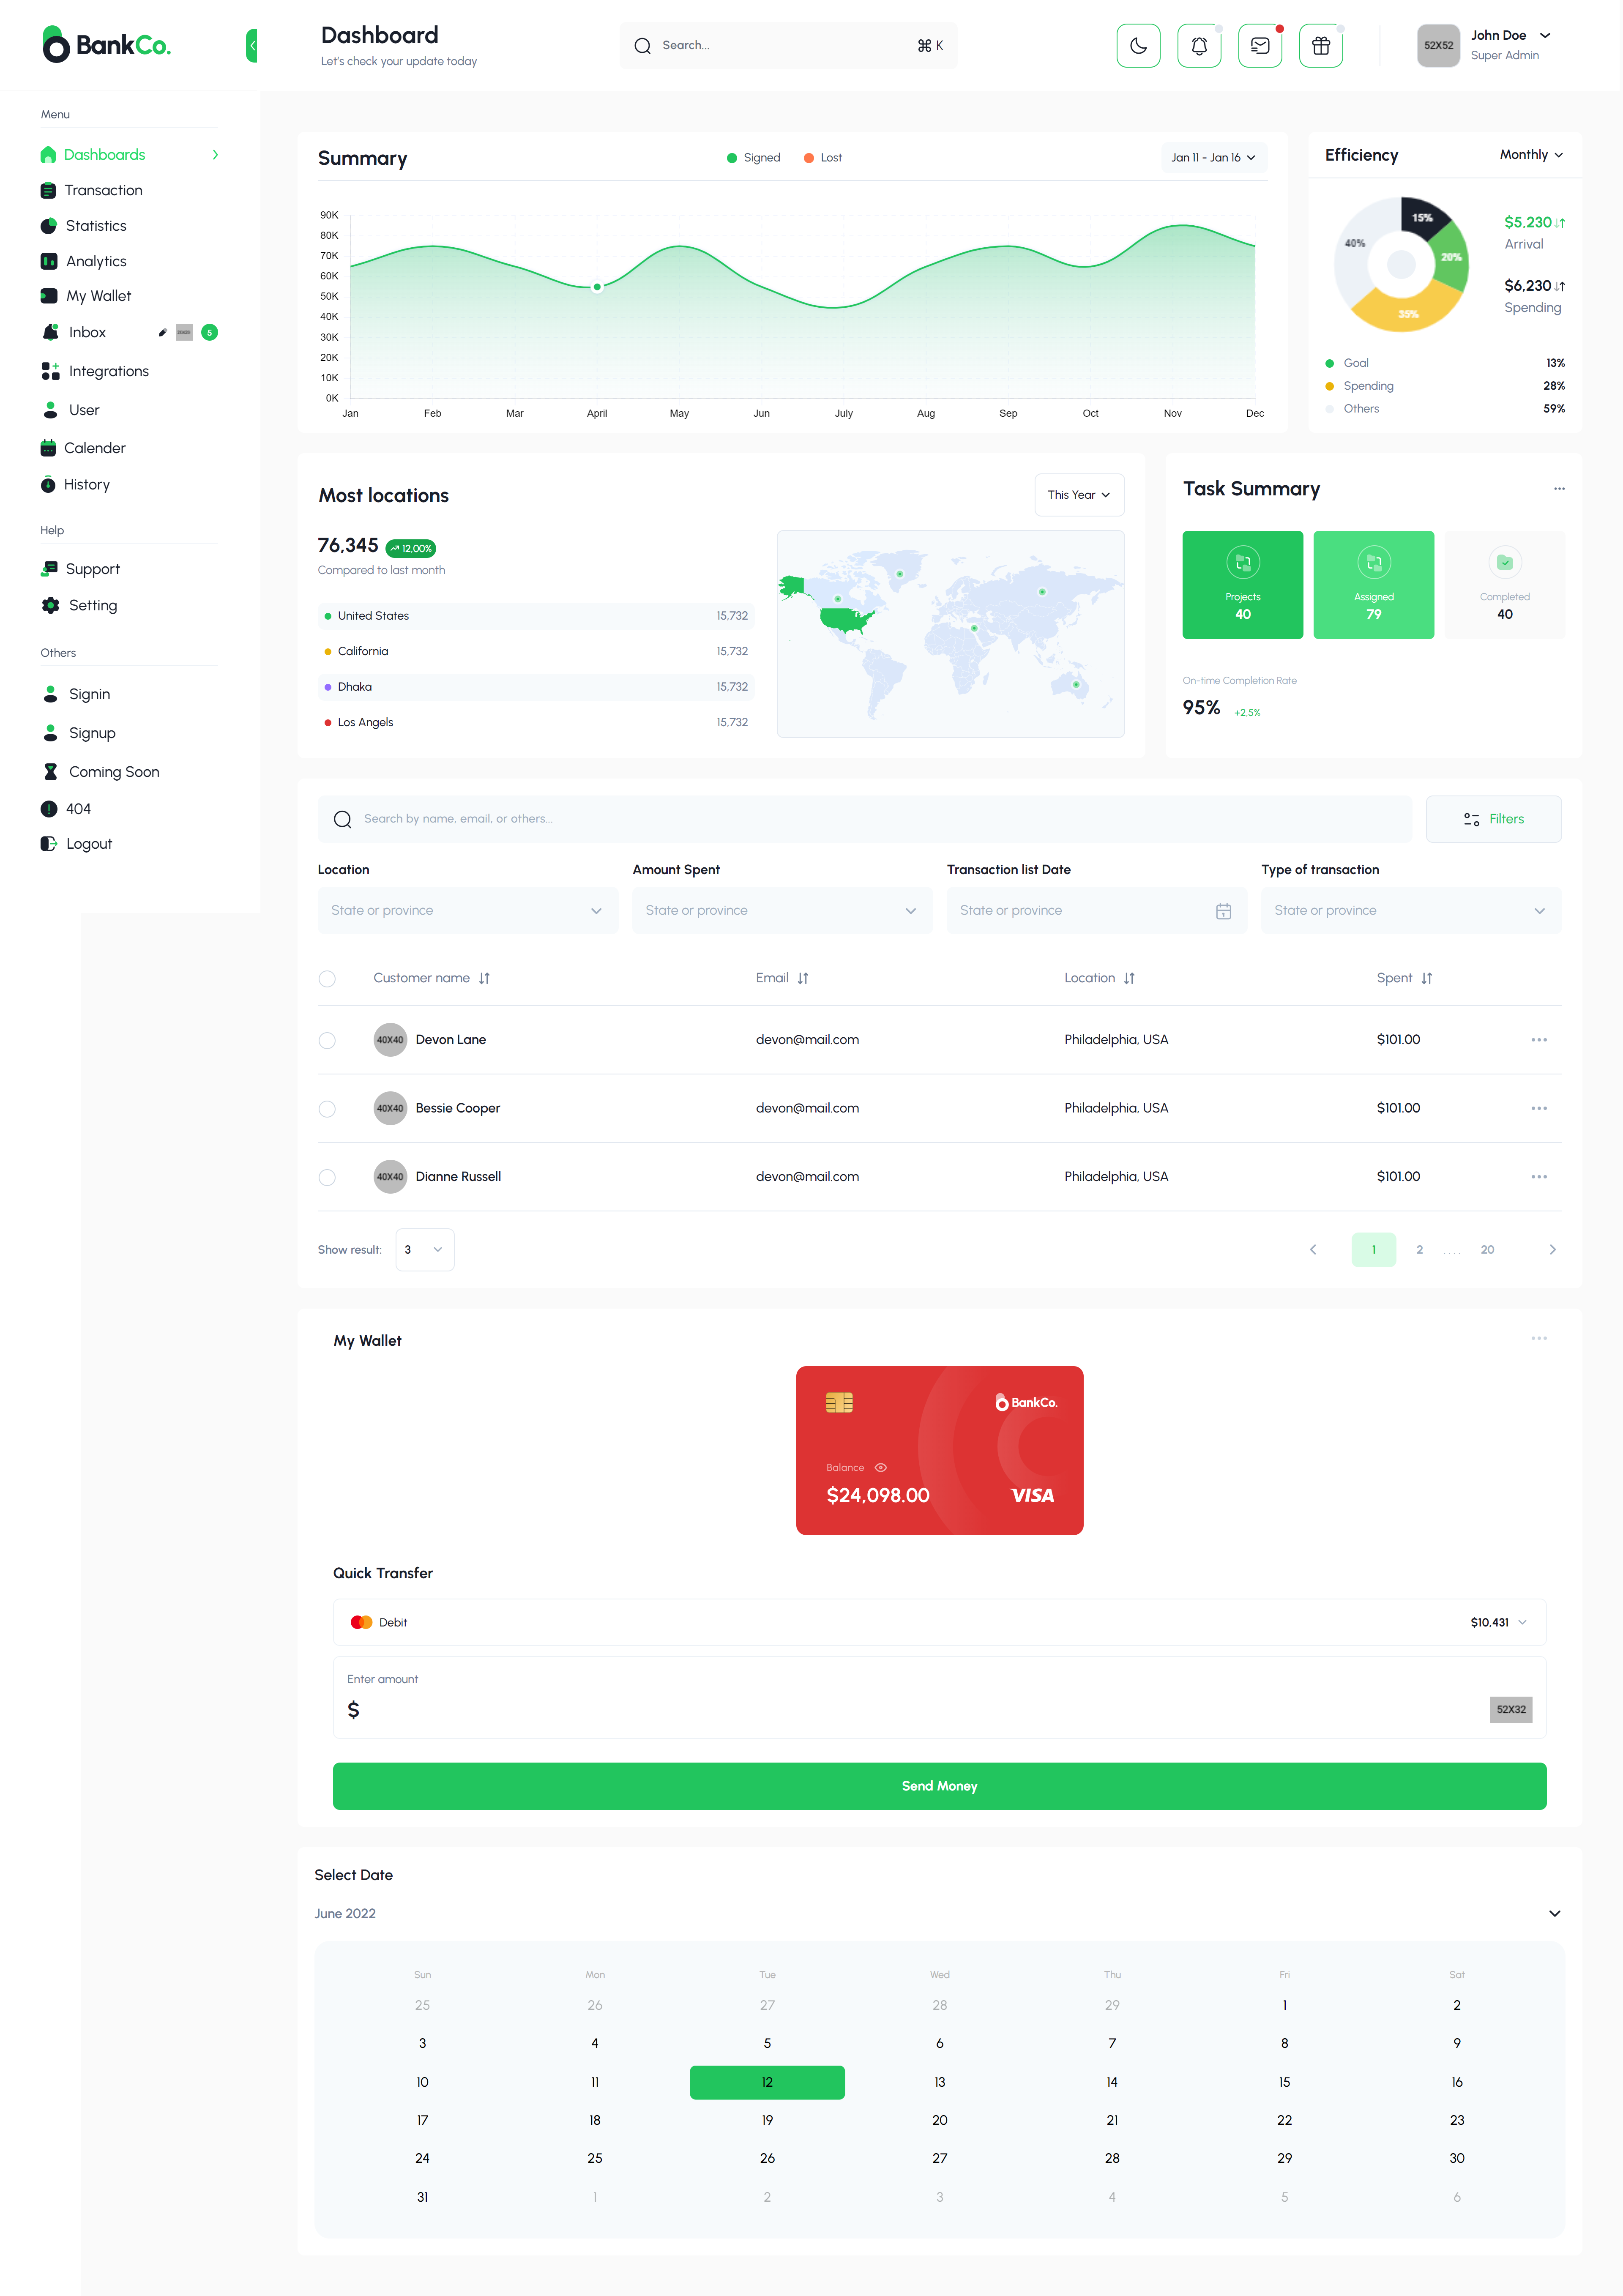 BankCo.
Dashboard
Let's check your update today
Search...
⌘ K
52X52
John Doe
Super Admin
Menu
Dashboards
Transaction
Statistics
Analytics
My Wallet
Inbox
5
Integrations
User
Calender
History
Help
Support
Setting
Others
Signin
Signup
Coming Soon
404
Logout
Summary
Signed
Lost
Jan 11 - Jan 16
90K
80K
70K
60K
50K
40K
30K
20K
10K
0K
Jan Feb Mar April May Jun July Aug Sep Oct Nov Dec
Efficiency
Monthly
15%
20%
35%
40%
$5,230
Arrival
$6,230
Spending
Goal 13%
Spending 28%
Others 59%
Most locations
This Year
76,345
12,00%
Compared to last month
United States 15,732
California 15,732
Dhaka 15,732
Los Angels 15,732
Task Summary
Projects
40
Assigned
79
Completed
40
On-time Completion Rate
95% +2,5%
Search by name, email, or others...
Filters
Location
State or province
Amount Spent
State or province
Transaction list Date
State or province
Type of transaction
State or province
Customer name Email Location Spent
40X40 Devon Lane devon@mail.com Philadelphia, USA $101.00
40X40 Bessie Cooper devon@mail.com Philadelphia, USA $101.00
40X40 Dianne Russell devon@mail.com Philadelphia, USA $101.00
Show result: 3
1 2 .... 20
My Wallet
BankCo.
Balance
$24,098.00
VISA
Quick Transfer
Debit $10,431
Enter amount
$
52X32
Send Money
Select Date
June 2022
Sun Mon Tue Wed Thu Fri Sat
25 26 27 28 29 1 2
3 4 5 6 7 8 9
10 11 12 13 14 15 16
17 18 19 20 21 22 23
24 25 26 27 28 29 30
31 1 2 3 4 5 6